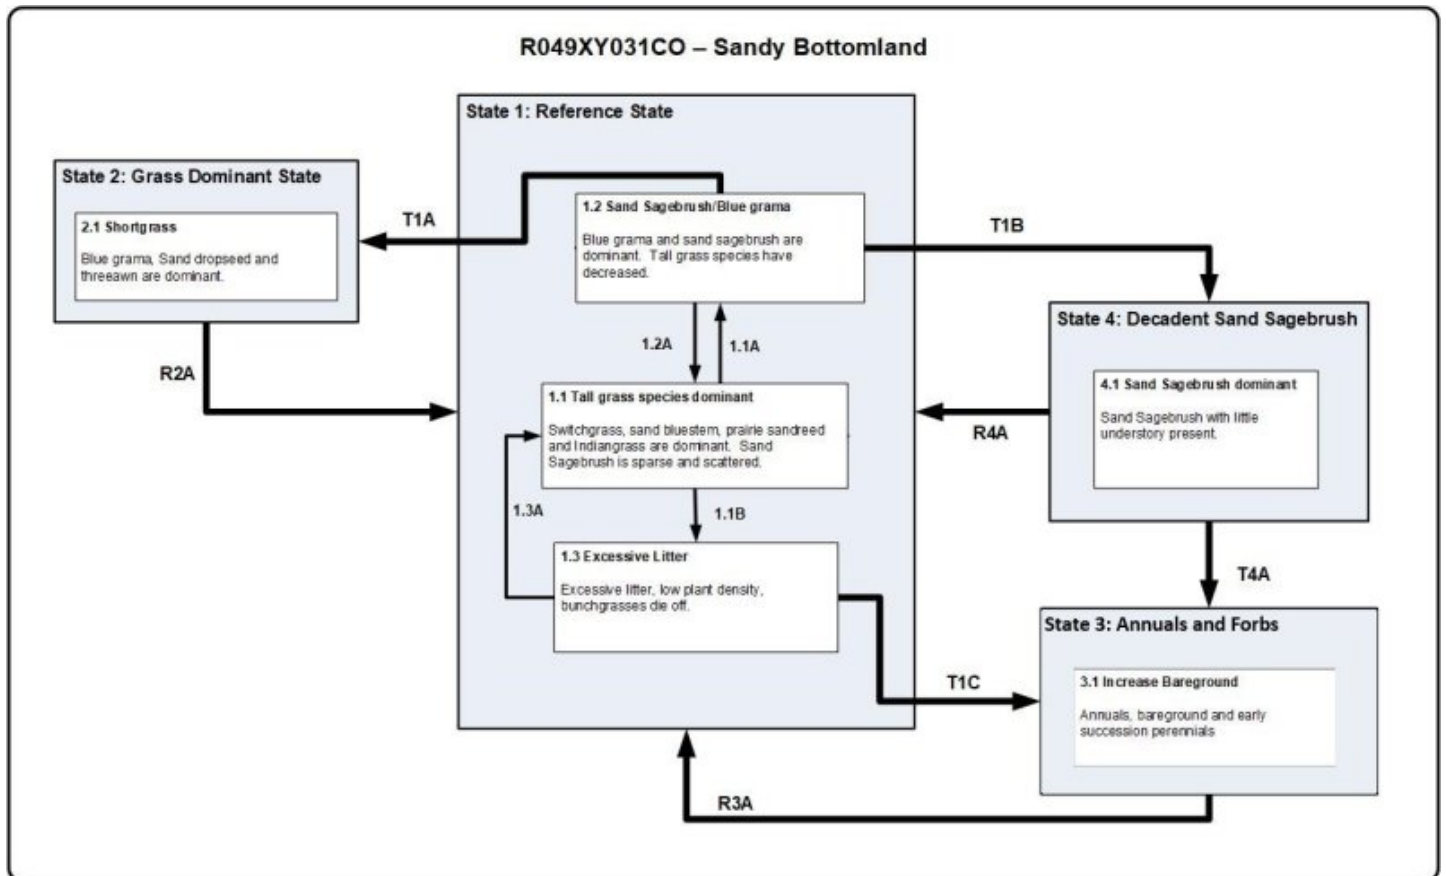 R049XY031CO – Sandy Bottomland
State 1: Reference State
State 2: Grass Dominant State
2.1 Shortgrass
Blue grama, Sand dropseed and
threeawn are dominant.
T1A
1.2 Sand Sagebrush/Blue grama
Blue grama and sand sagebrush are
dominant. Tall grass species have
decreased.
T1B
1.2A
1.1A
R2A
1.1 Tall grass species dominant
Switchgrass, sand bluestem, prairie sandreed
and Indiangrass are dominant. Sand
Sagebrush is sparse and scattered.
State 4: Decadent Sand Sagebrush
4.1 Sand Sagebrush dominant
Sand Sagebrush with little
understory present.
R4A
1.3A
1.1B
1.3 Excessive Litter
Excessive litter, low plant density,
bunchgrasses die off.
T4A
T1C
State 3: Annuals and Forbs
3.1 Increase Bareground
Annuals, bareground and early
succession perennials
R3A